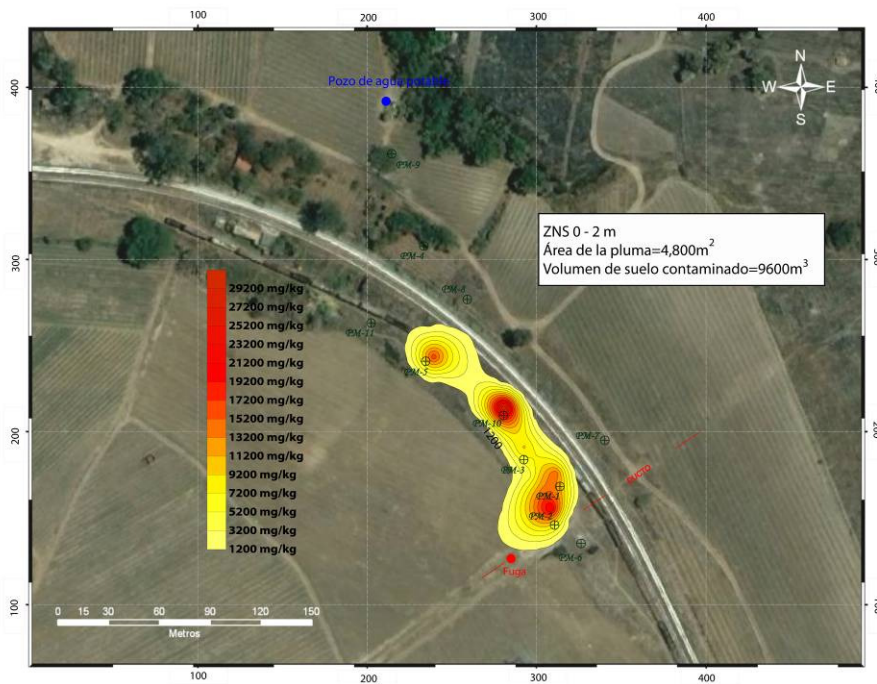 100
200
300
400
400
300
200
100
N
W
E
S
Pozo de agua potable
PM-9
PM-4
PM-8
PM-11
PM-5
PM-10
1200
PM-3
PM-7
PM-1
PM-2
PM-6
DUCTO
Fuga
ZNS 0 - 2 m
Área de la pluma=4,800m²
Volumen de suelo contaminado=9600m³
29200 mg/kg
27200 mg/kg
25200 mg/kg
23200 mg/kg
21200 mg/kg
19200 mg/kg
17200 mg/kg
15200 mg/kg
13200 mg/kg
11200 mg/kg
9200 mg/kg
7200 mg/kg
5200 mg/kg
3200 mg/kg
1200 mg/kg
0 15 30 60 90 120 150
Metros
100
200
300
400